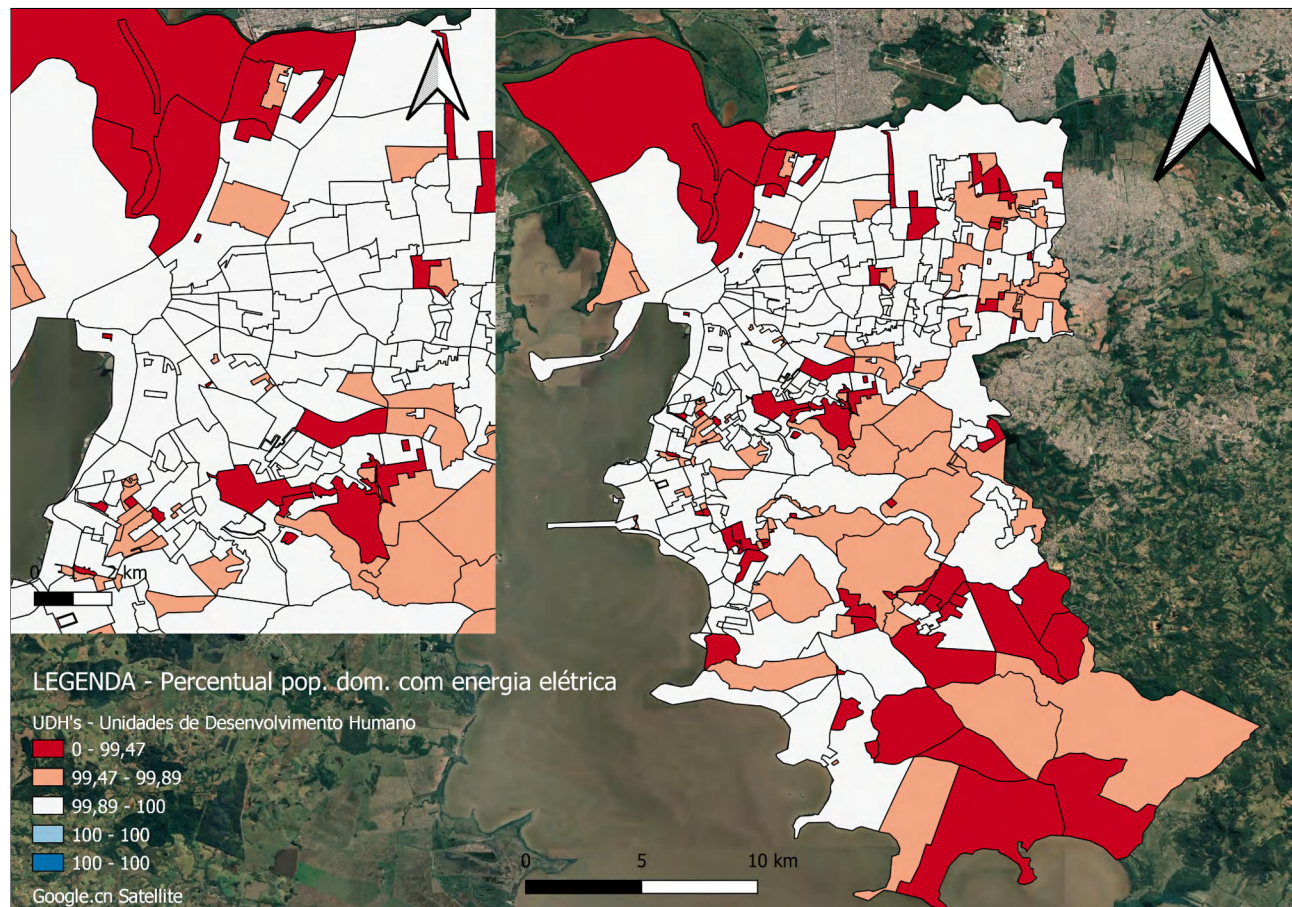 0 2 km
LEGENDA - Percentual pop. dom. com energia elétrica
UDH's - Unidades de Desenvolvimento Humano
0 - 99,47
99,47 - 99,89
99,89 - 100
100 - 100
100 - 100
Google.cn Satellite
0 5 10 km